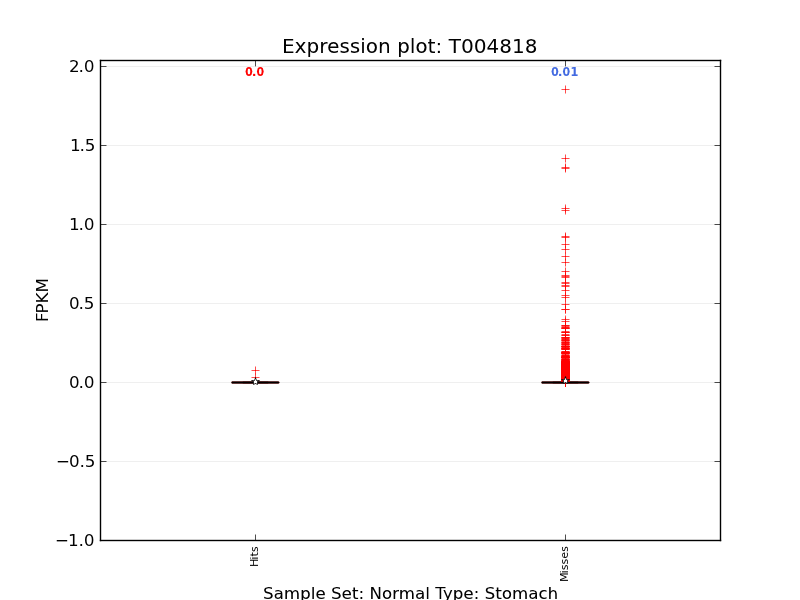 Expression plot: T004818
2.0
0.0
0.01
1.5
1.0
0.5
0.0
−0.5
−1.0
FPKM
Hits
Misses
Sample Set: Normal Type: Stomach